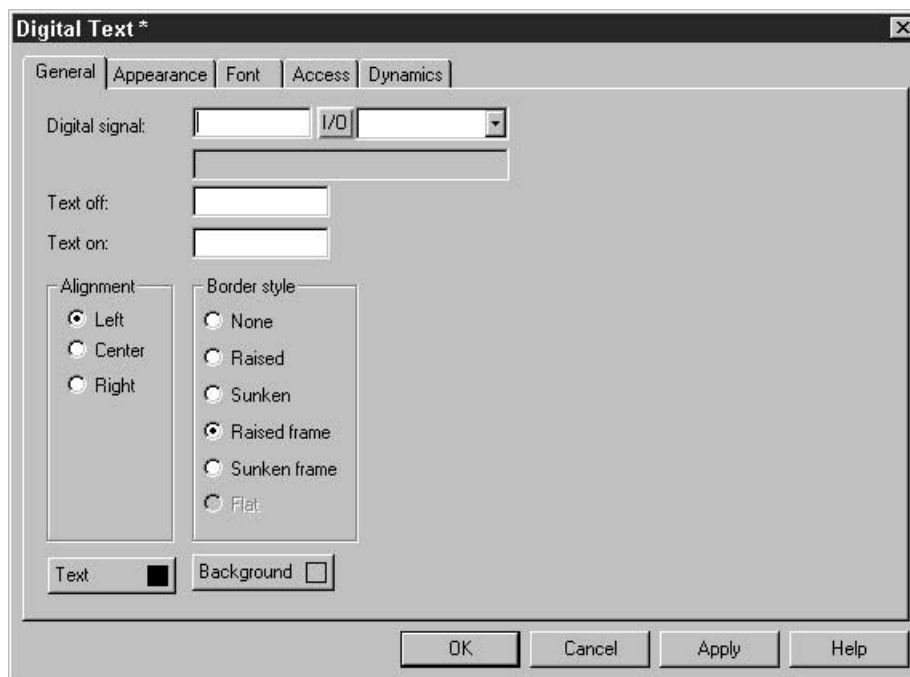 Digital Text *
General Appearance Font Access Dynamics
Digital signal: I/O
Text off:
Text on:
Alignment
Left
Center
Right
Border style
None
Raised
Sunken
Raised frame
Sunken frame
Flat
Text Background
OK Cancel Apply Help